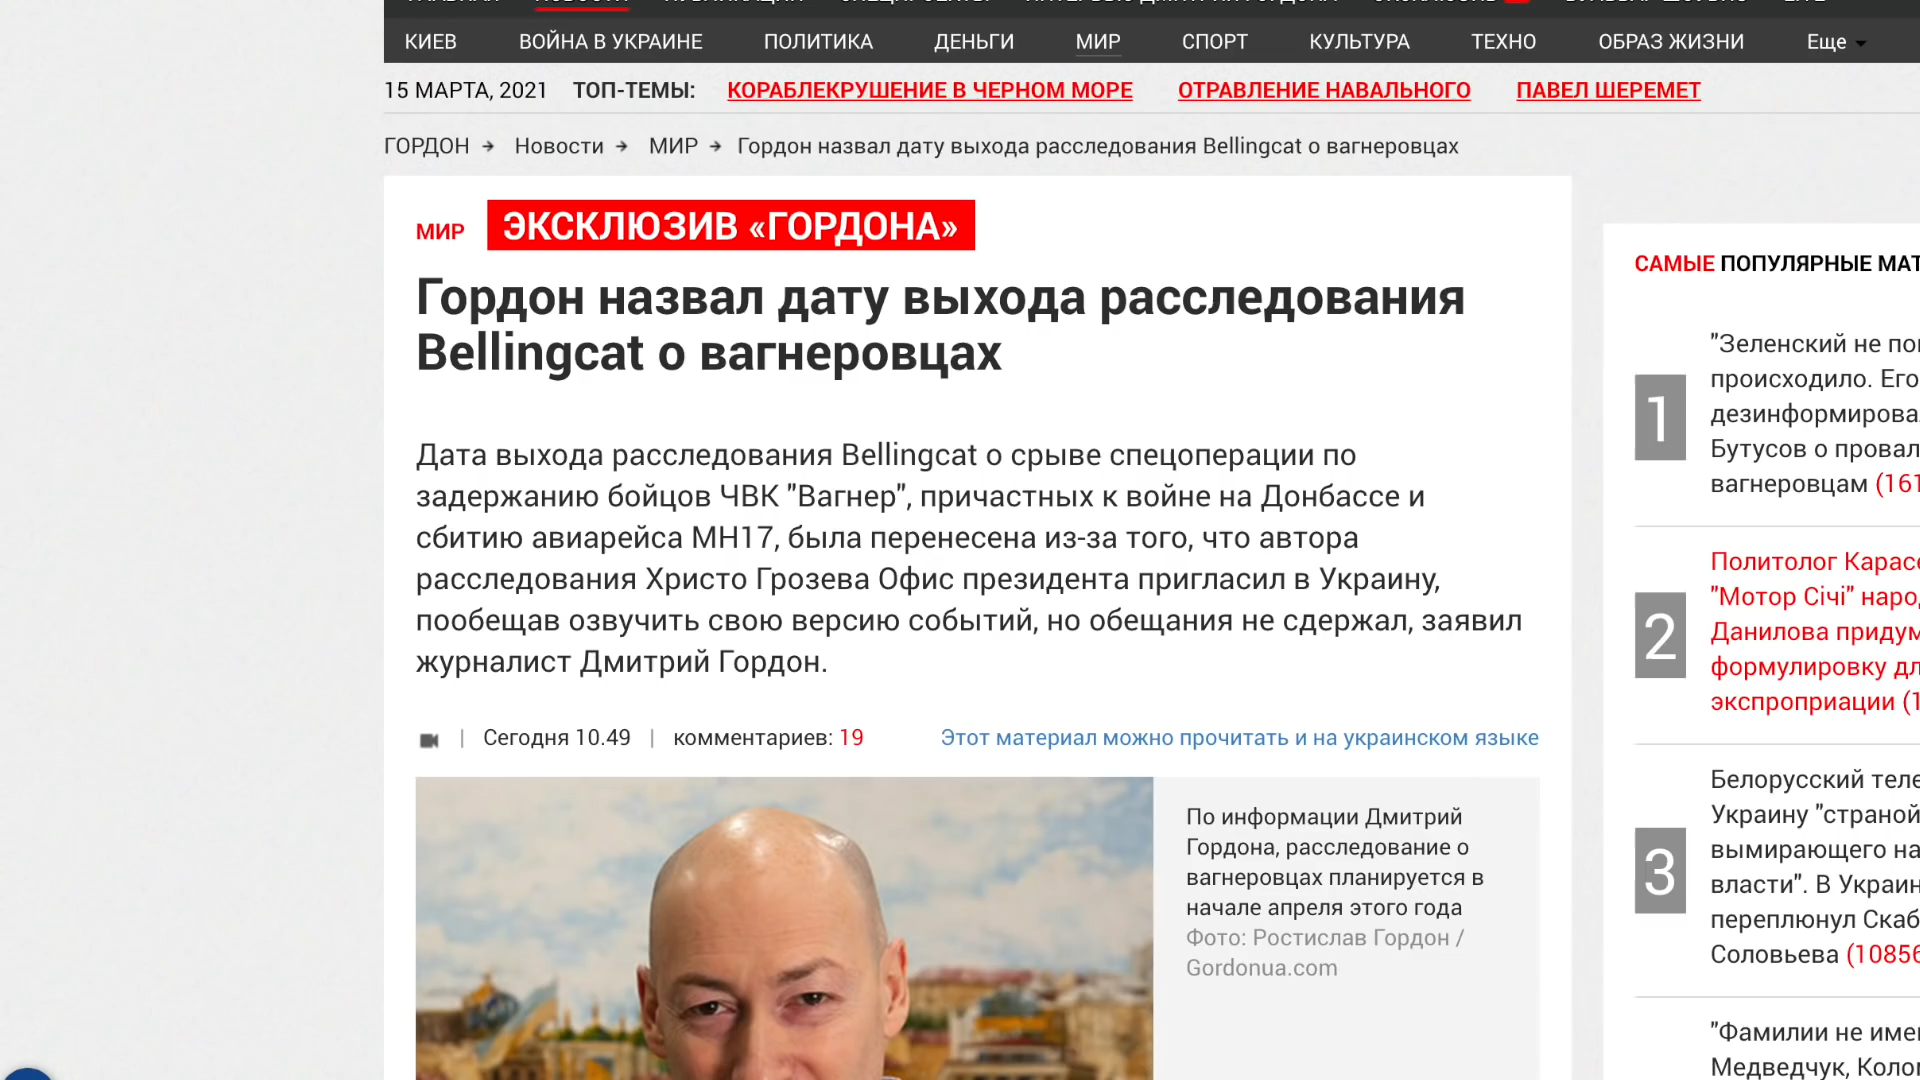 КИЕВ ВОЙНА В УКРАИНЕ ПОЛИТИКА ДЕНЬГИ МИР СПОРТ КУЛЬТУРА ТЕХНО ОБРАЗ ЖИЗНИ Еще
15 МАРТА, 2021 ТОП-ТЕМЫ: КОРАБЛЕКРУШЕНИЕ В ЧЕРНОМ МОРЕ ОТРАВЛЕНИЕ НАВАЛЬНОГО ПАВЕЛ ШЕРЕМЕТ
ГОРДОН → Новости → МИР → Гордон назвал дату выхода расследования Bellingcat о вагнеровцах
МИР ЭКСКЛЮЗИВ «ГОРДОНА»
Гордон назвал дату выхода расследования
Bellingcat о вагнеровцах
Дата выхода расследования Bellingcat о срыве спецоперации по
задержанию бойцов ЧВК "Вагнер", причастных к войне на Донбассе и
сбитию авиарейса МН17, была перенесена из-за того, что автора
расследования Христо Грозева Офис президента пригласил в Украину,
пообещав озвучить свою версию событий, но обещания не сдержал, заявил
журналист Дмитрий Гордон.
| Сегодня 10.49 | комментариев: 19 Этот материал можно прочитать и на украинском языке
По информации Дмитрий
Гордона, расследование о
вагнеровцах планируется в
начале апреля этого года
Фото: Ростислав Гордон /
Gordonua.com
САМЫЕ ПОПУЛЯРНЫЕ МАТ
1
"Зеленский не по
происходило. Его
дезинформирова
Бутусов о провал
вагнеровцам (161
2
Политолог Карас
"Мотор Січі" наро
Данилова придум
формулировку дл
экспроприации (1
3
Белорусский теле
Украину "страной
вымирающего на
власти". В Украин
переплюнул Скаб
Соловьева (10856
"Фамилии не име
Медведчук, Коло